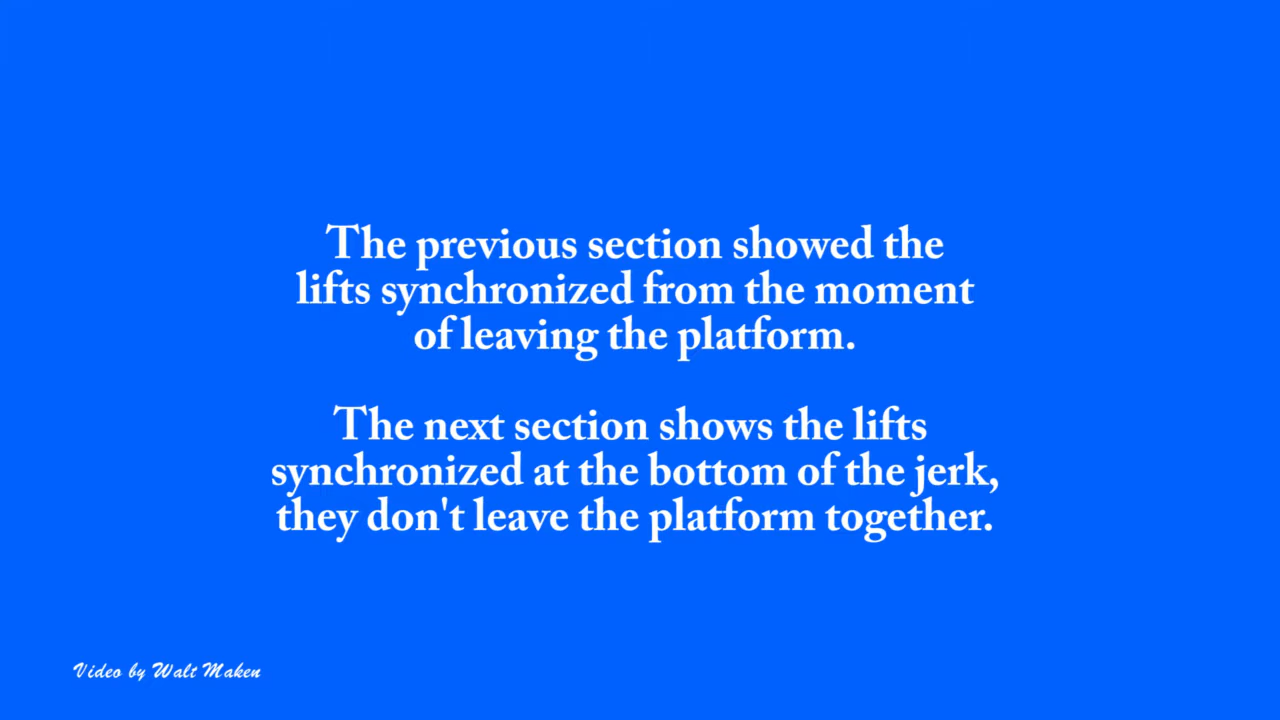 The previous section showed the
lifts synchronized from the moment
of leaving the platform.
The next section shows the lifts
synchronized at the bottom of the jerk,
they don't leave the platform together.
Video by Walt Maken